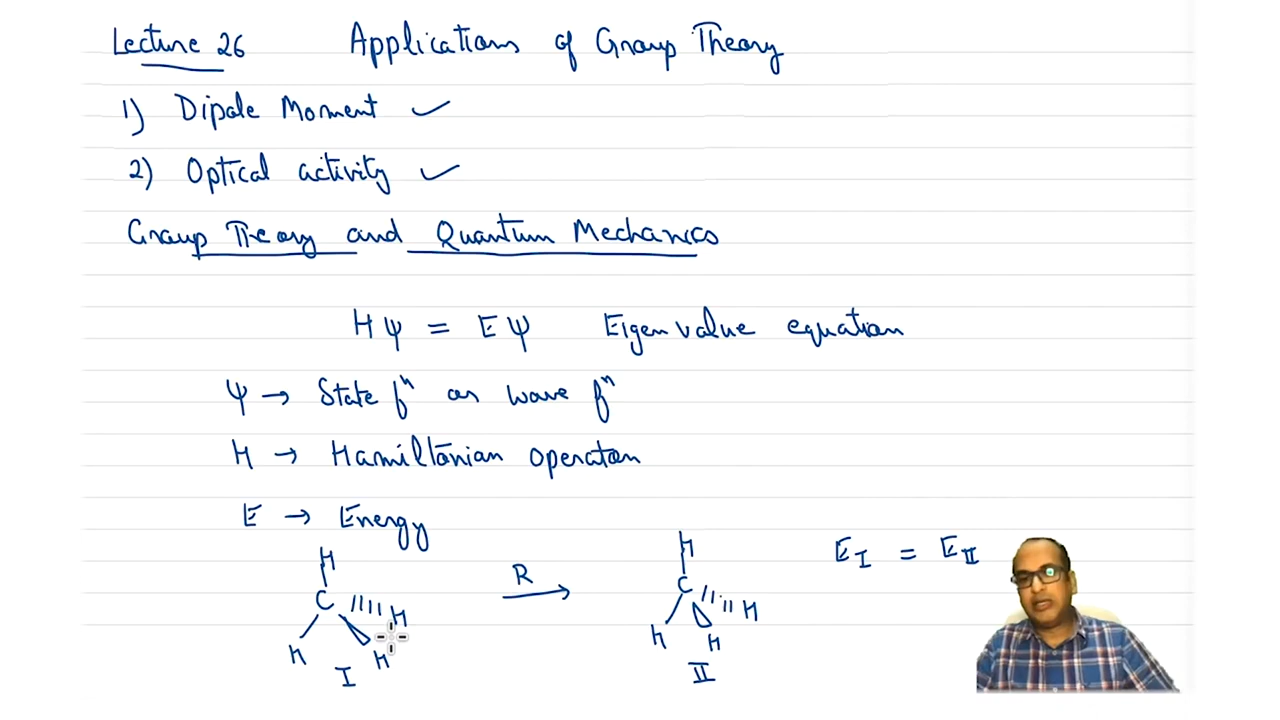 Lecture 26 Applications of Group Theory
1) Dipole Moment ✓
2) Optical activity ✓
Group Theory and Quantum Mechanics
Hψ = Eψ Eigenvalue equation
ψ → State fⁿ or wave fⁿ
H → Hamiltonian operator
E → Energy
H H
C H R → C H E_I = E_II
H H H H
I II